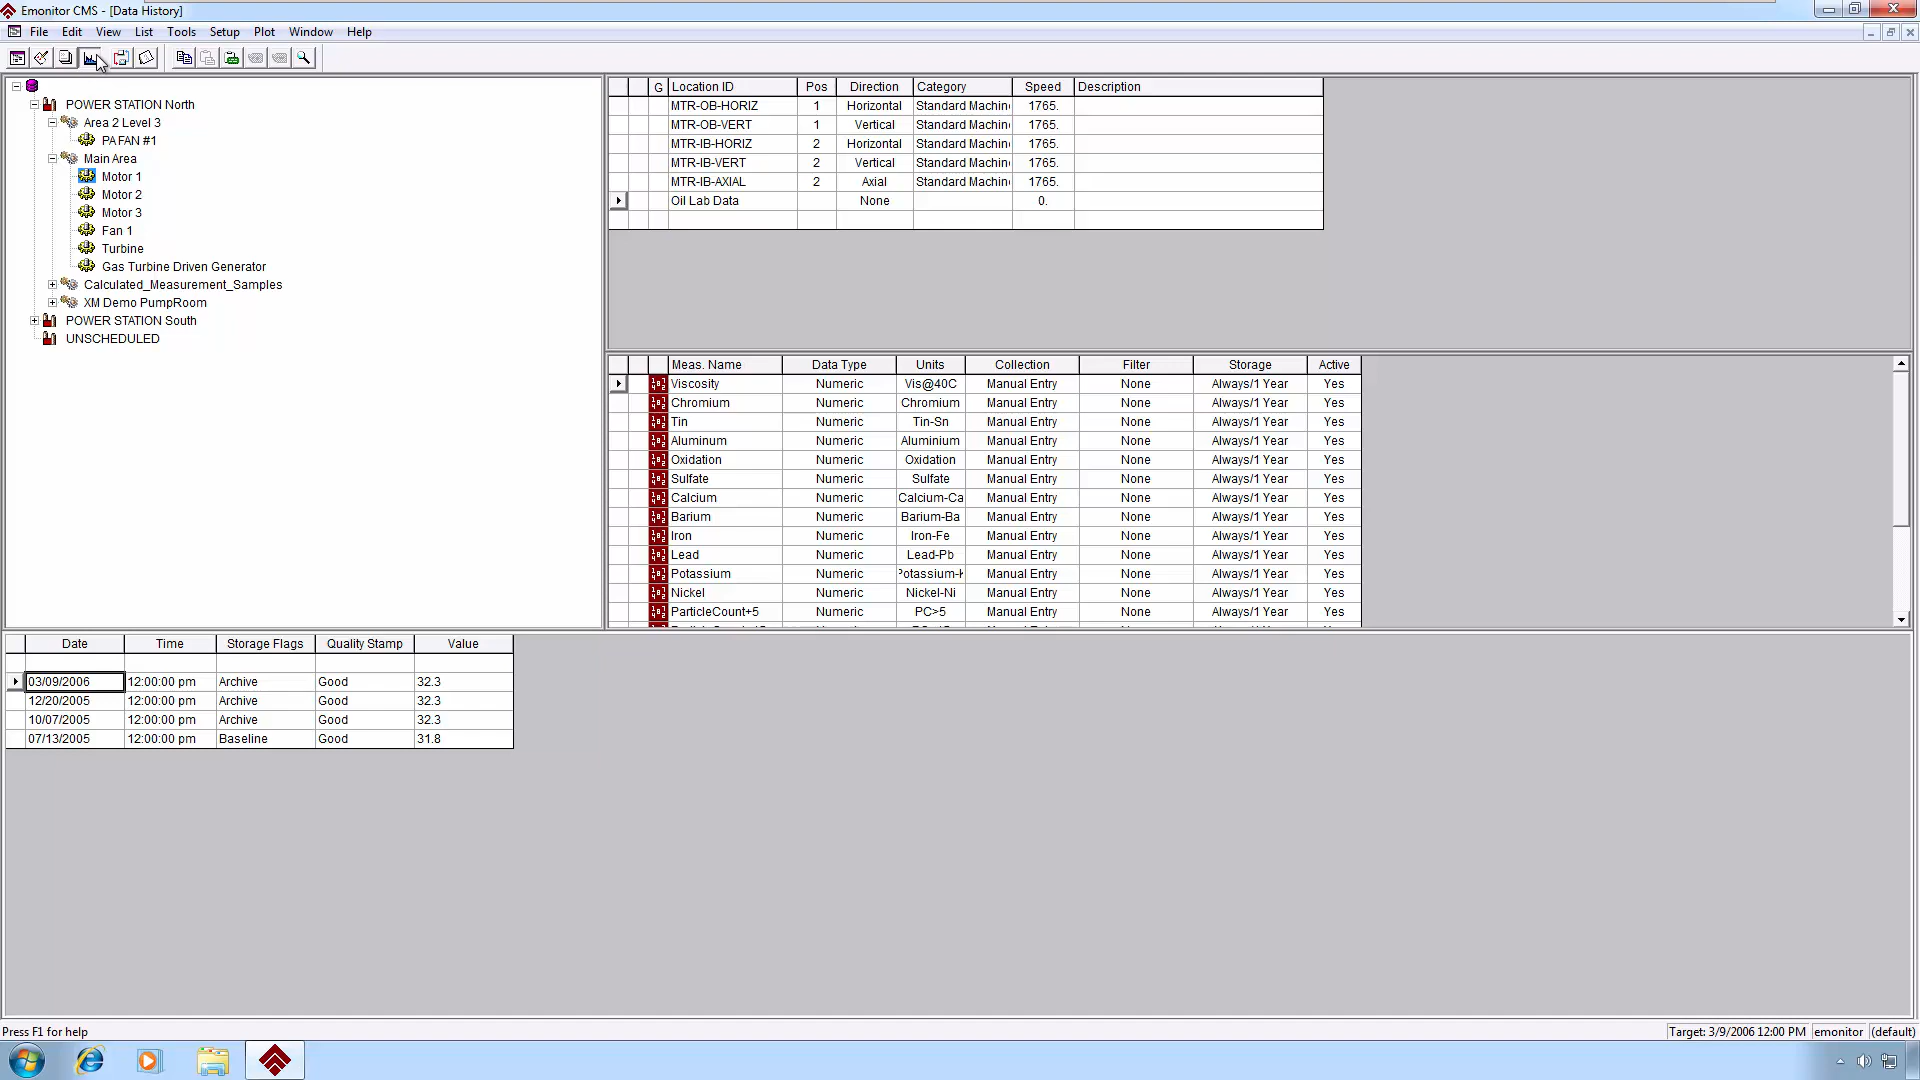 Emonitor CMS - [Data History]
File Edit View List Tools Setup Plot Window Help
POWER STATION North
Area 2 Level 3
PA FAN #1
Main Area
Motor 1
Motor 2
Motor 3
Fan 1
Turbine
Gas Turbine Driven Generator
Calculated_Measurement_Samples
XM Demo PumpRoom
POWER STATION South
UNSCHEDULED
G Location ID Pos Direction Category Speed Description
MTR-OB-HORIZ 1 Horizontal Standard Machin 1765.
MTR-OB-VERT 1 Vertical Standard Machin 1765.
MTR-IB-HORIZ 2 Horizontal Standard Machin 1765.
MTR-IB-VERT 2 Vertical Standard Machin 1765.
MTR-IB-AXIAL 2 Axial Standard Machin 1765.
Oil Lab Data None 0.
Meas. Name Data Type Units Collection Filter Storage Active
Viscosity Numeric Vis@40C Manual Entry None Always/1 Year Yes
Chromium Numeric Chromium Manual Entry None Always/1 Year Yes
Tin Numeric Tin-Sn Manual Entry None Always/1 Year Yes
Aluminum Numeric Aluminium Manual Entry None Always/1 Year Yes
Oxidation Numeric Oxidation Manual Entry None Always/1 Year Yes
Sulfate Numeric Sulfate Manual Entry None Always/1 Year Yes
Calcium Numeric Calcium-Ca Manual Entry None Always/1 Year Yes
Barium Numeric Barium-Ba Manual Entry None Always/1 Year Yes
Iron Numeric Iron-Fe Manual Entry None Always/1 Year Yes
Lead Numeric Lead-Pb Manual Entry None Always/1 Year Yes
Potassium Numeric Potassium-K Manual Entry None Always/1 Year Yes
Nickel Numeric Nickel-Ni Manual Entry None Always/1 Year Yes
ParticleCount+5 Numeric PC>5 Manual Entry None Always/1 Year Yes
Date Time Storage Flags Quality Stamp Value
03/09/2006 12:00:00 pm Archive Good 32.3
12/20/2005 12:00:00 pm Archive Good 32.3
10/07/2005 12:00:00 pm Archive Good 32.3
07/13/2005 12:00:00 pm Baseline Good 31.8
Press F1 for help
Target: 3/9/2006 12:00 PM emonitor (default)